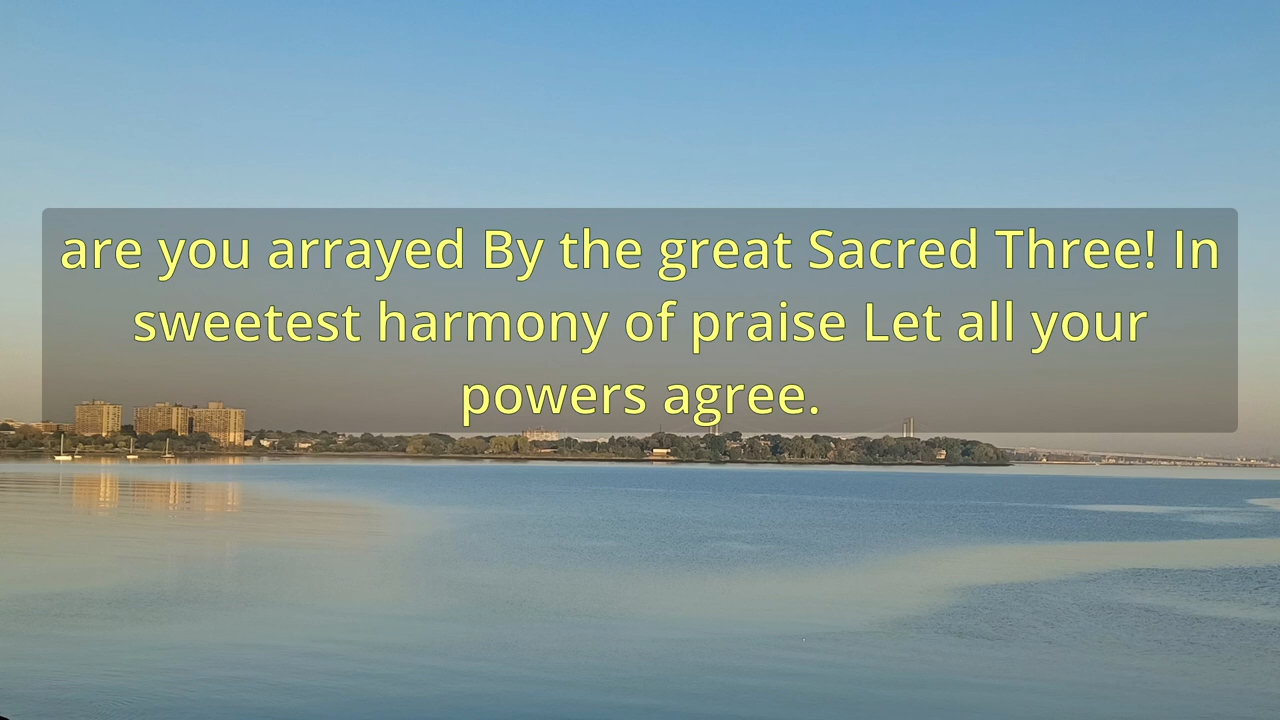 are you arrayed By the great Sacred Three! In
sweetest harmony of praise Let all your
powers agree.